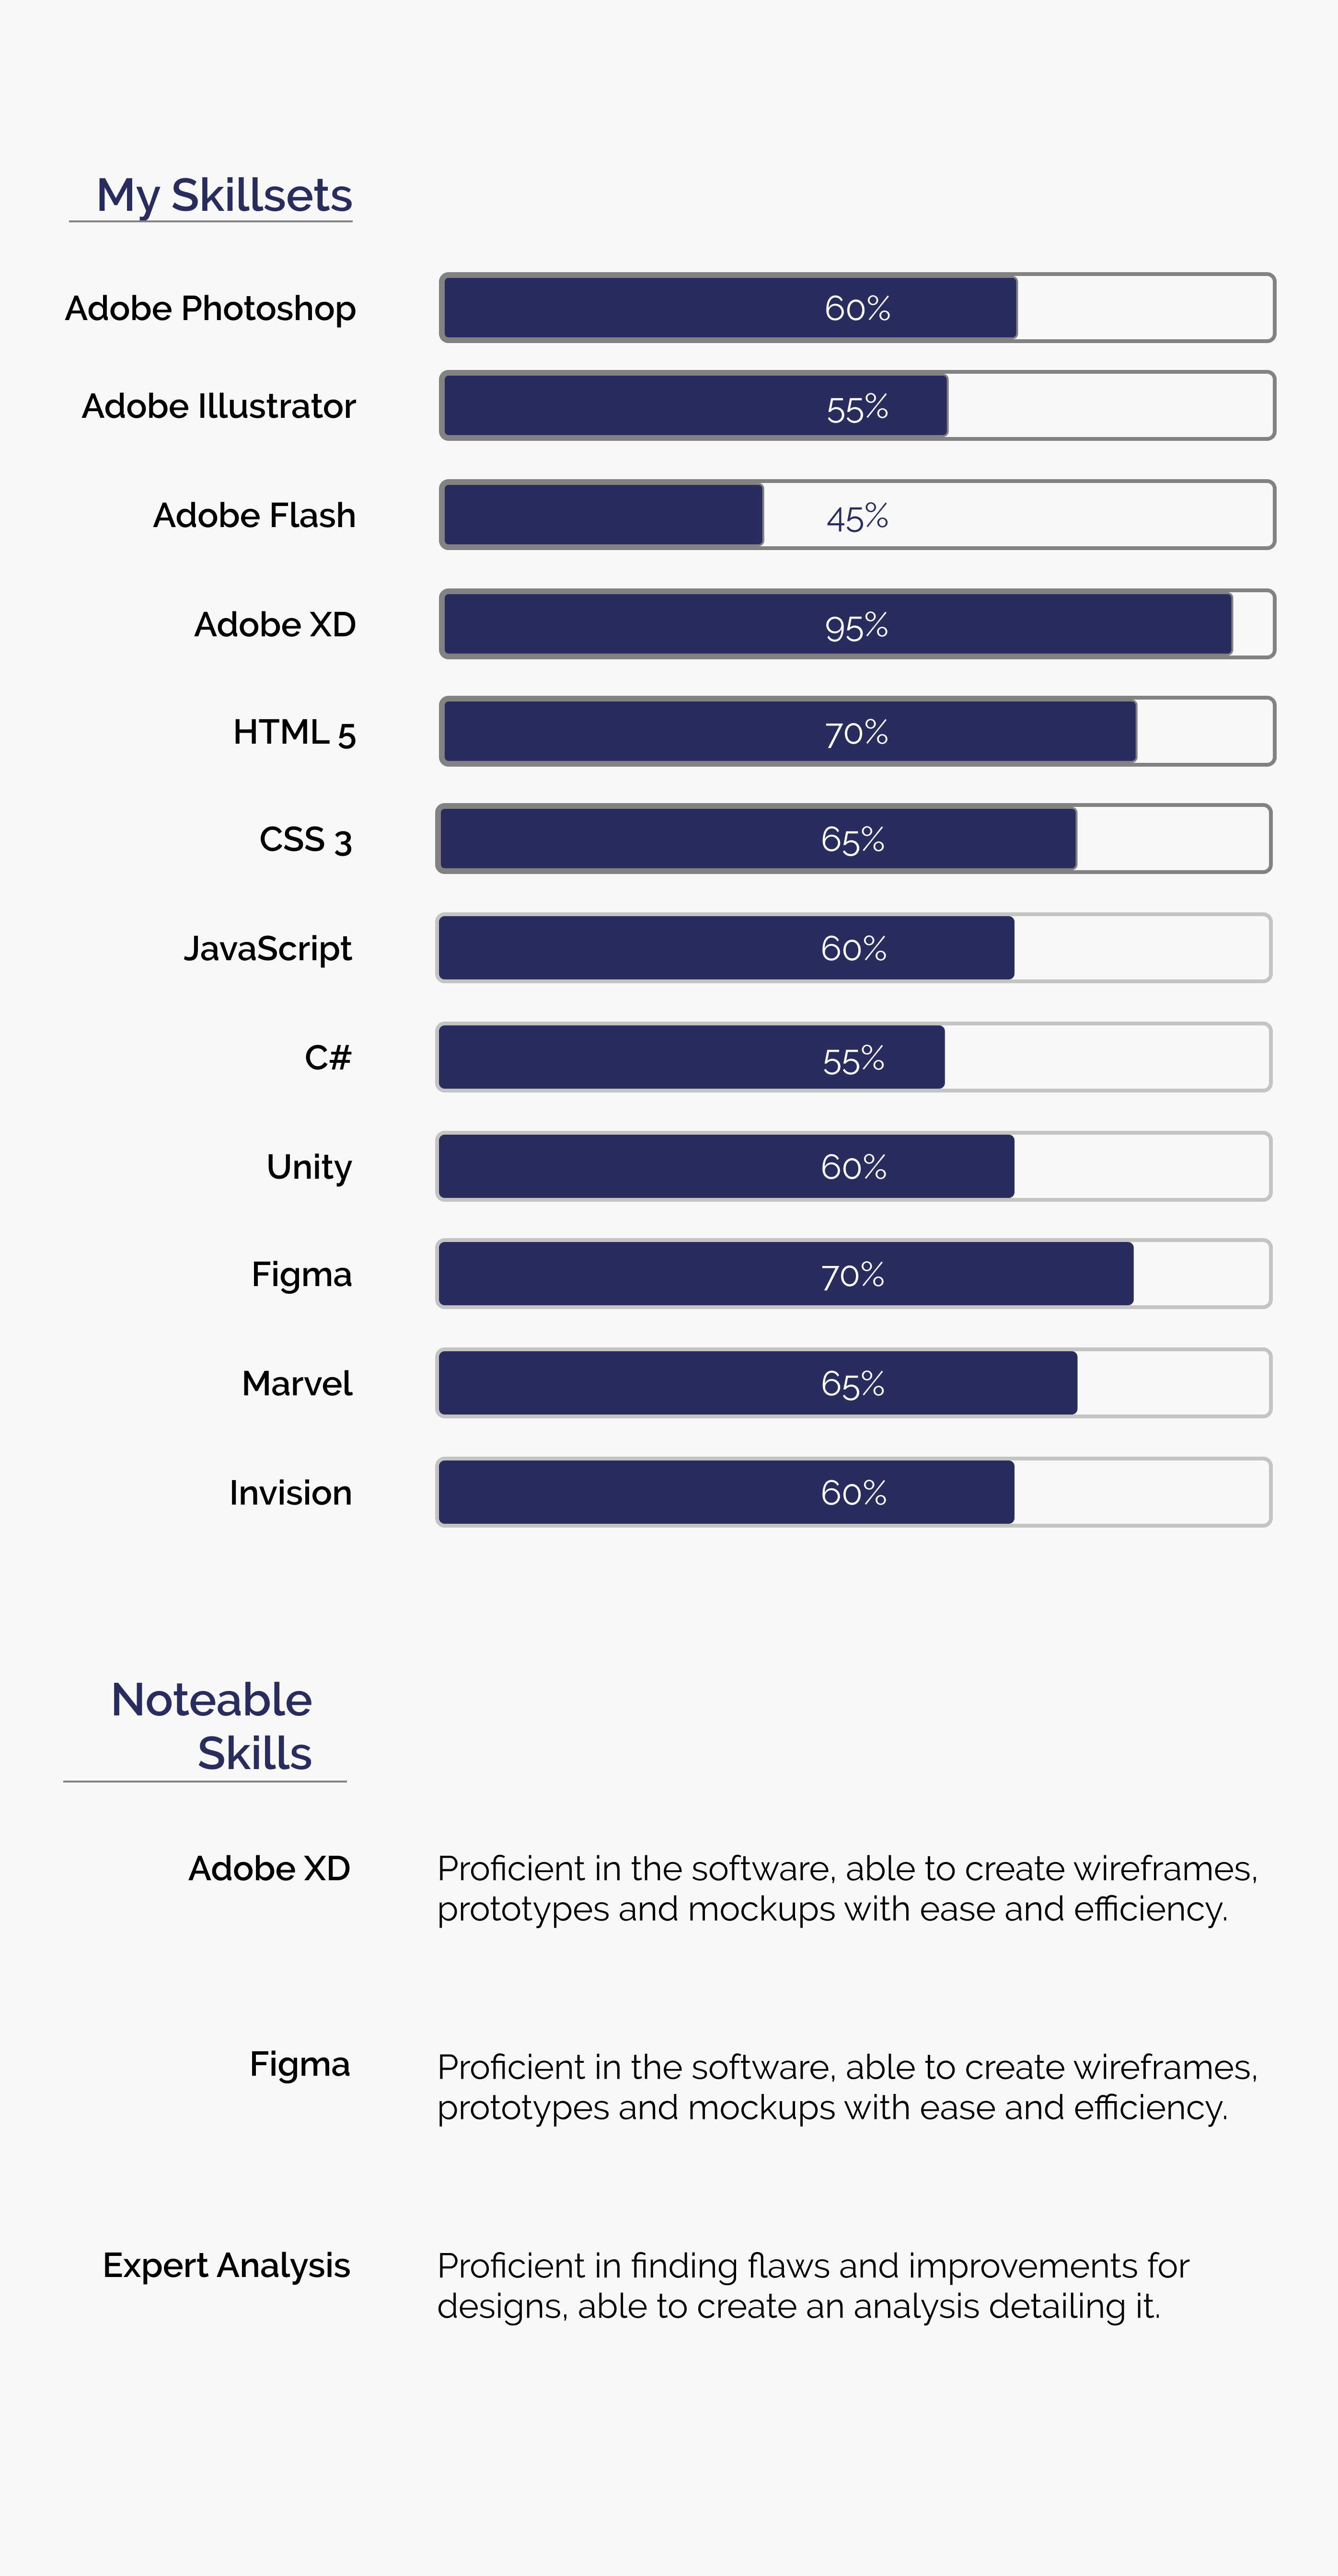 My Skillsets
Adobe Photoshop 60%
Adobe Illustrator 55%
Adobe Flash 45%
Adobe XD 95%
HTML 5 70%
CSS 3 65%
JavaScript 60%
C# 55%
Unity 60%
Figma 70%
Marvel 65%
Invision 60%
Noteable
Skills
Adobe XD Proficient in the software, able to create wireframes,
prototypes and mockups with ease and efficiency.
Figma Proficient in the software, able to create wireframes,
prototypes and mockups with ease and efficiency.
Expert Analysis Proficient in finding flaws and improvements for
designs, able to create an analysis detailing it.